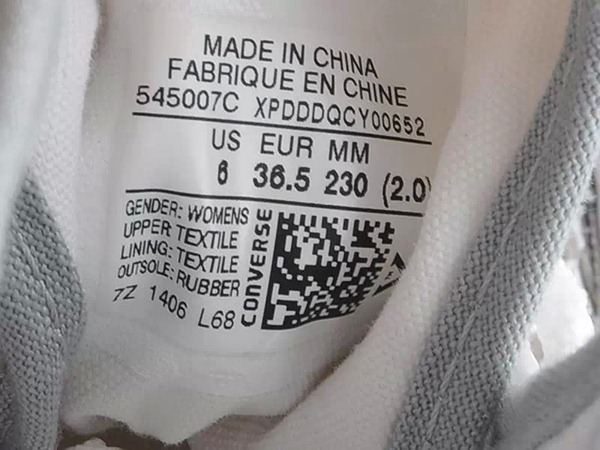 MADE IN CHINA
FABRIQUE EN CHINE
545007C XPDDDQCY00652
US EUR MM
6 36.5 230 (2.0)
GENDER: WOMENS
UPPER: TEXTILE
LINING: TEXTILE
OUTSOLE: RUBBER
7Z 1406 L68
CONVERSE